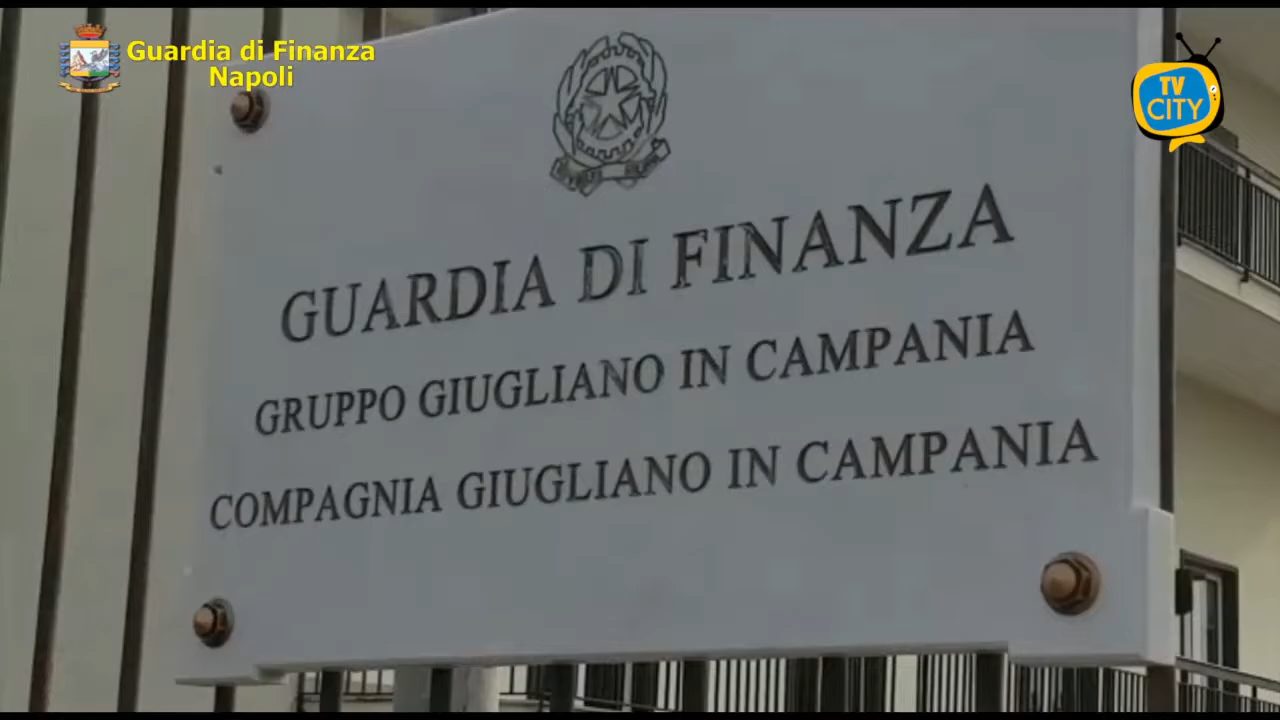 Guardia di Finanza
Napoli
TV
CITY
GUARDIA DI FINANZA
GRUPPO GIUGLIANO IN CAMPANIA
COMPAGNIA GIUGLIANO IN CAMPANIA